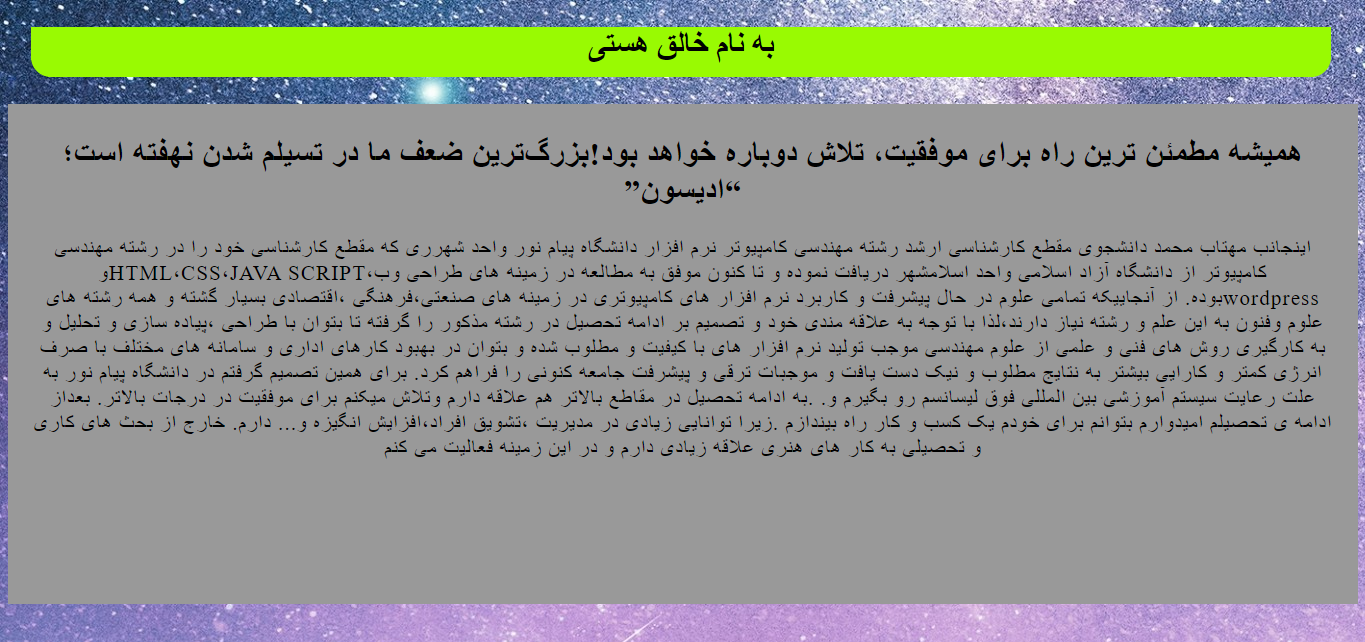 به نام خالق هستی
همیشه مطمئن ترین راه برای موفقیت، تلاش دوباره خواهد بود!بزرگ‌ترین ضعف ما در تسیلم شدن نهفته است؛
“ادیسون”
اینجانب مهتاب محمد دانشجوی مقطع کارشناسی ارشد رشته مهندسی کامپیوتر نرم افزار دانشگاه پیام نور واحد شهرری که مقطع کارشناسی خود را در رشته مهندسی
کامپیوتر از دانشگاه آزاد اسلامی واحد اسلامشهر دریافت نموده و تا کنون موفق به مطالعه در زمینه های طراحی وب،HTML،CSS،JAVA SCRIPTو
wordpressبوده. از آنجاییکه تمامی علوم در حال پیشرفت و کاربرد نرم افزار های کامپیوتری در زمینه های صنعتی،فرهنگی ،اقتصادی بسیار گشته و همه رشته های
علوم وفنون به این علم و رشته نیاز دارند،لذا با توجه به علاقه مندی خود و تصمیم بر ادامه تحصیل در رشته مذکور را گرفته تا بتوان با طراحی ،پیاده سازی و تحلیل و
به کارگیری روش های فنی و علمی از علوم مهندسی موجب تولید نرم افزار های با کیفیت و مطلوب شده و بتوان در بهبود کارهای اداری و سامانه های مختلف با صرف
انرژی کمتر و کارایی بیشتر به نتایج مطلوب و نیک دست یافت و موجبات ترقی و پیشرفت جامعه کنونی را فراهم کرد. برای همین تصمیم گرفتم در دانشگاه پیام نور به
علت رعایت سیستم آموزشی بین المللی فوق لیسانسم رو بگیرم و. .به ادامه تحصیل در مقاطع بالاتر هم علاقه دارم وتلاش میکنم برای موفقیت در درجات بالاتر. بعداز
ادامه ی تحصیلم امیدوارم بتوانم برای خودم یک کسب و کار راه بیندازم .زیرا توانایی زیادی در مدیریت ،تشویق افراد،افزایش انگیزه و... دارم. خارج از بحث های کاری
و تحصیلی به کار های هنری علاقه زیادی دارم و در این زمینه فعالیت می کنم